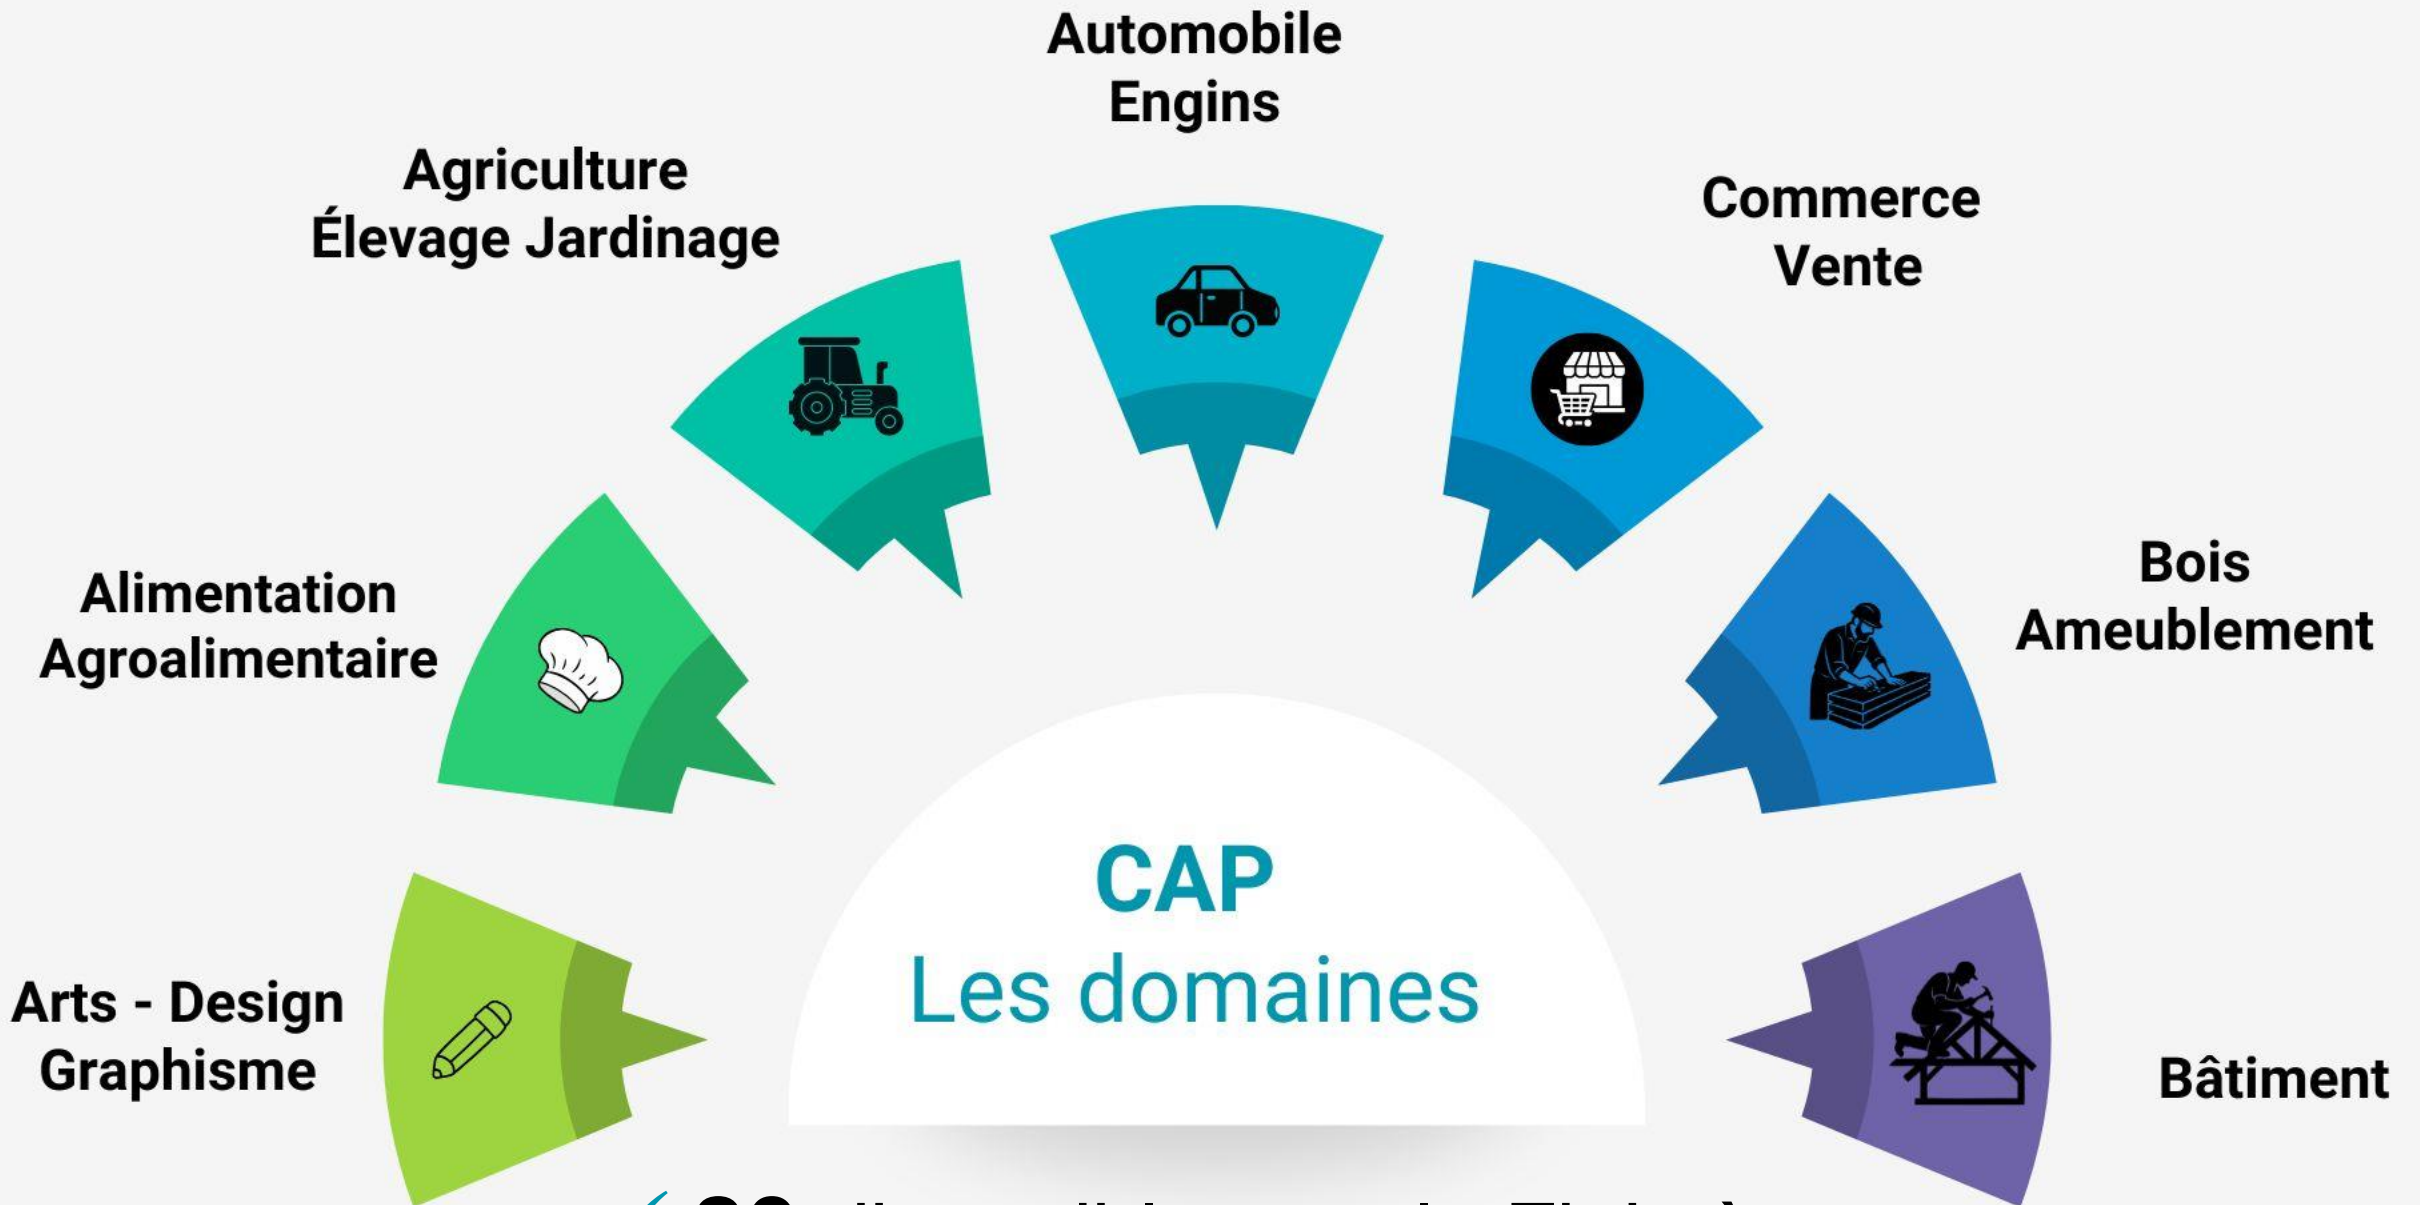 Automobile
Engins
Agriculture
Élevage Jardinage
Commerce
Vente
Alimentation
Agroalimentaire
Bois
Ameublement
CAP
Les domaines
Arts - Design
Graphisme
Bâtiment